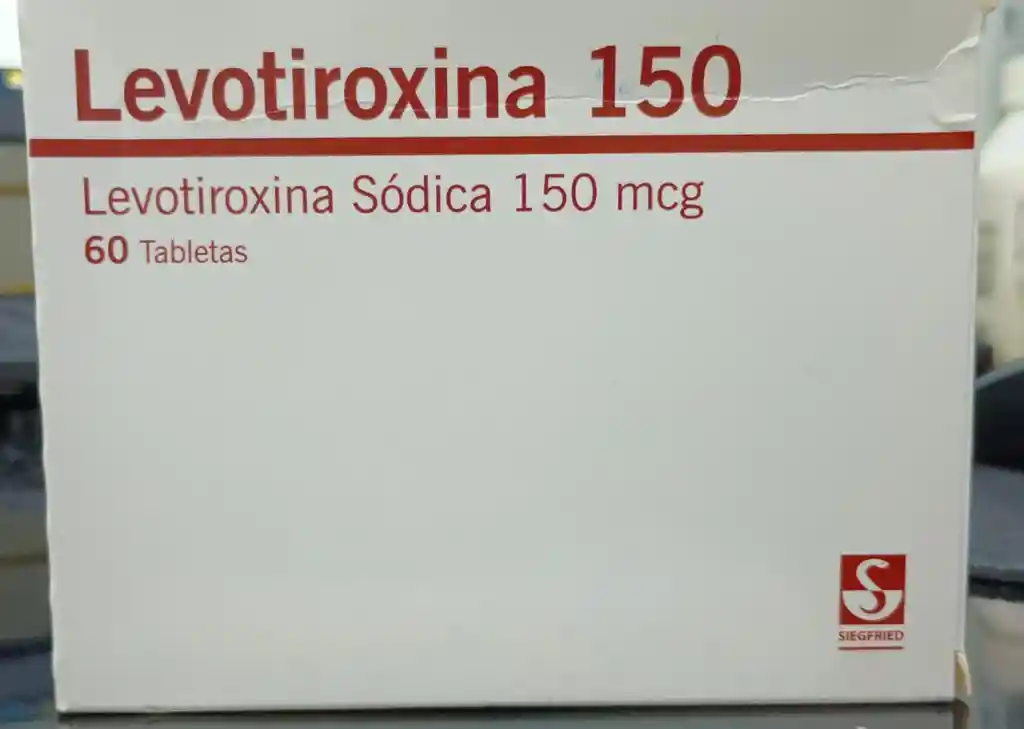 Levotiroxina 150
Levotiroxina Sódica 150 mcg
60 Tabletas
SIEGFRIED